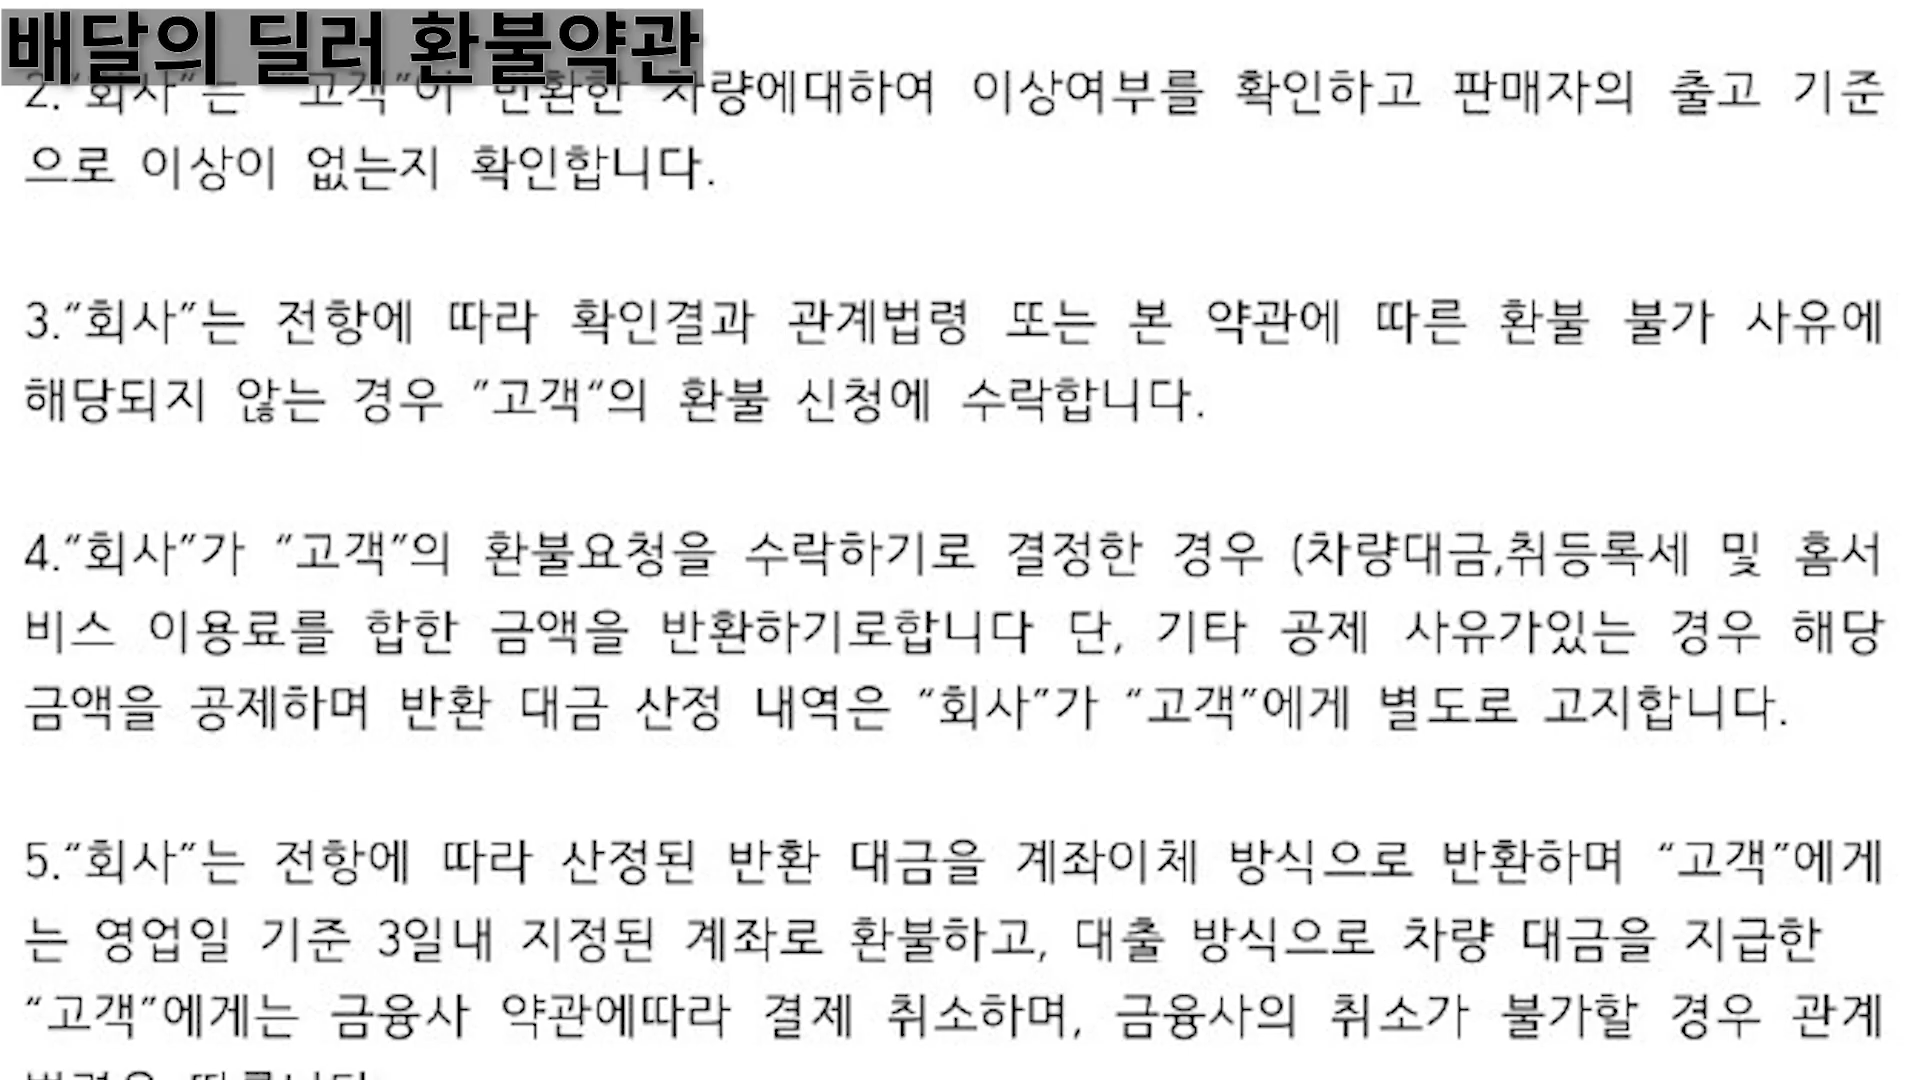 배달의 딜러 환불약관
2.“회사”는 “고객”이 반환한 차량에대하여 이상여부를 확인하고 판매자의 출고 기준
으로 이상이 없는지 확인합니다.
3.“회사”는 전항에 따라 확인결과 관계법령 또는 본 약관에 따른 환불 불가 사유에
해당되지 않는 경우 “고객“의 환불 신청에 수락합니다.
4.“회사”가 “고객”의 환불요청을 수락하기로 결정한 경우 (차량대금,취등록세 및 홈서
비스 이용료를 합한 금액을 반환하기로합니다 단, 기타 공제 사유가있는 경우 해당
금액을 공제하며 반환 대금 산정 내역은 “회사”가 “고객”에게 별도로 고지합니다.
5.“회사”는 전항에 따라 산정된 반환 대금을 계좌이체 방식으로 반환하며 “고객”에게
는 영업일 기준 3일내 지정된 계좌로 환불하고, 대출 방식으로 차량 대금을 지급한
“고객”에게는 금융사 약관에따라 결제 취소하며, 금융사의 취소가 불가할 경우 관계